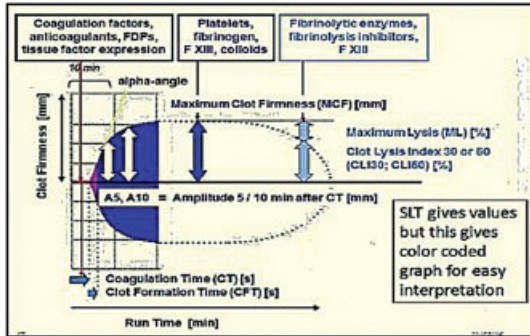 Coagulation factors,
anticoagulants, FDPs,
tissue factor expression
Platelets,
fibrinogen,
F XIII, colloids
Fibrinolytic enzymes,
fibrinolysis inhibitors,
F XIII
10 min
alpha-angle
Clot Firmness [mm]
Maximum Clot Firmness (MCF) [mm]
Maximum Lysis (ML) [%]
Clot Lysis Index 30 or 60
(CLI30; CLI60)
[%]
A5, A10 = Amplitude 5 / 10 min after CT [mm]
SLT gives values
but this gives
color coded
graph for easy
interpretation
Coagulation Time (CT) [s]
Clot Formation Time (CFT) [s]
Run Time [min]